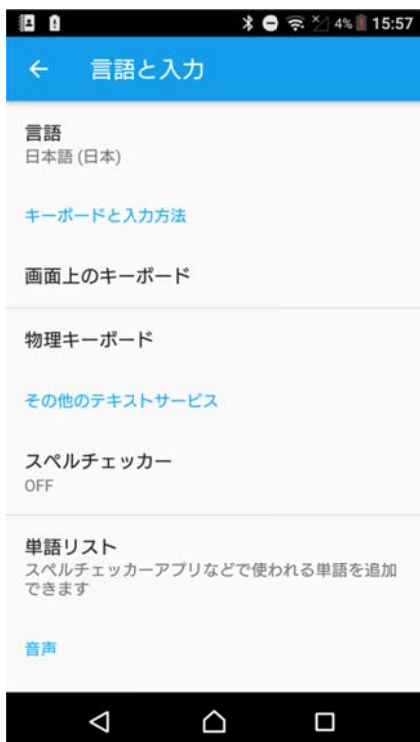 4% 15:57
言語と入力
言語
日本語 (日本)
キーボードと入力方法
画面上のキーボード
物理キーボード
その他のテキストサービス
スペルチェッカー
OFF
単語リスト
スペルチェッカーアプリなどで使われる単語を追加
できます
音声